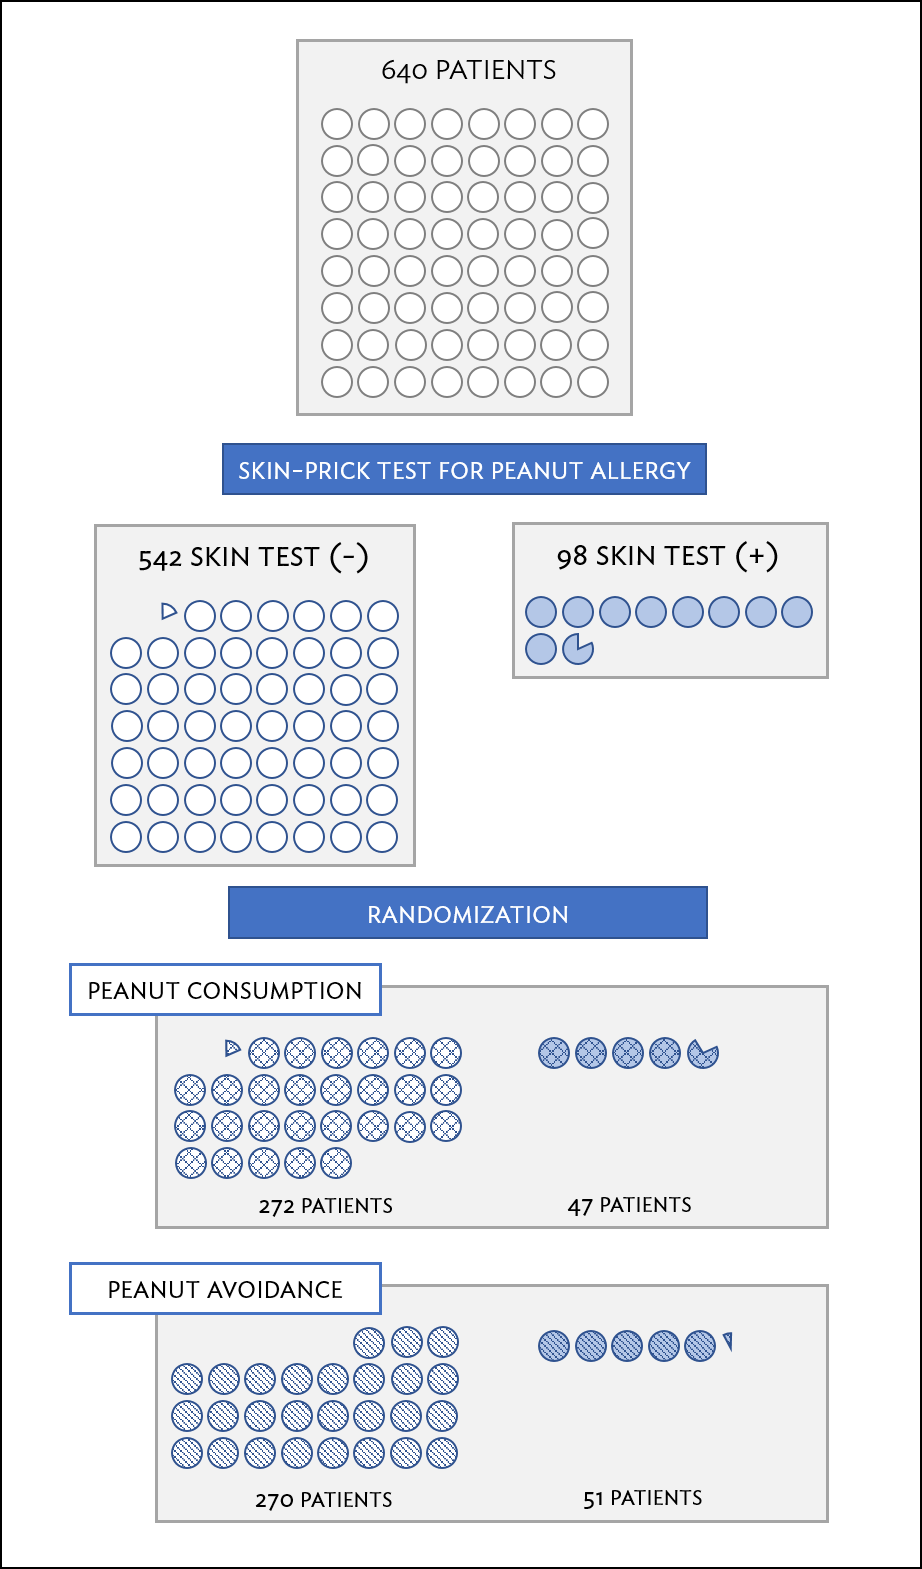 640 PATIENTS
SKIN-PRICK TEST FOR PEANUT ALLERGY
542 SKIN TEST (-)
98 SKIN TEST (+)
RANDOMIZATION
PEANUT CONSUMPTION
272 PATIENTS
47 PATIENTS
PEANUT AVOIDANCE
270 PATIENTS
51 PATIENTS